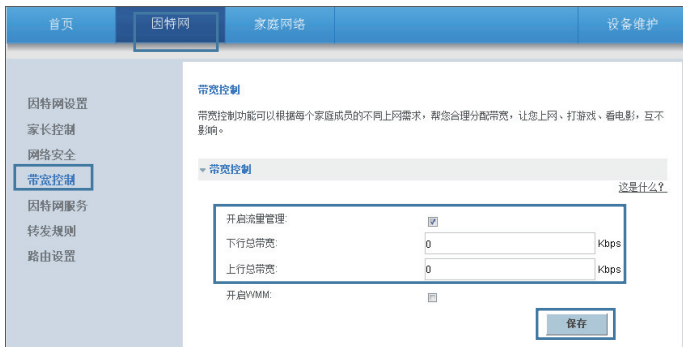 首页 因特网 家庭网络 设备维护
因特网设置
家长控制
网络安全
带宽控制
因特网服务
转发规则
路由设置
带宽控制
带宽控制功能可以根据每个家庭成员的不同上网需求，帮您合理分配带宽，让您上网、打游戏、看电影，互不
影响。
带宽控制
这是什么?
开启流量管理:
下行总带宽: 0 Kbps
上行总带宽: 0 Kbps
开启WMM:
保存